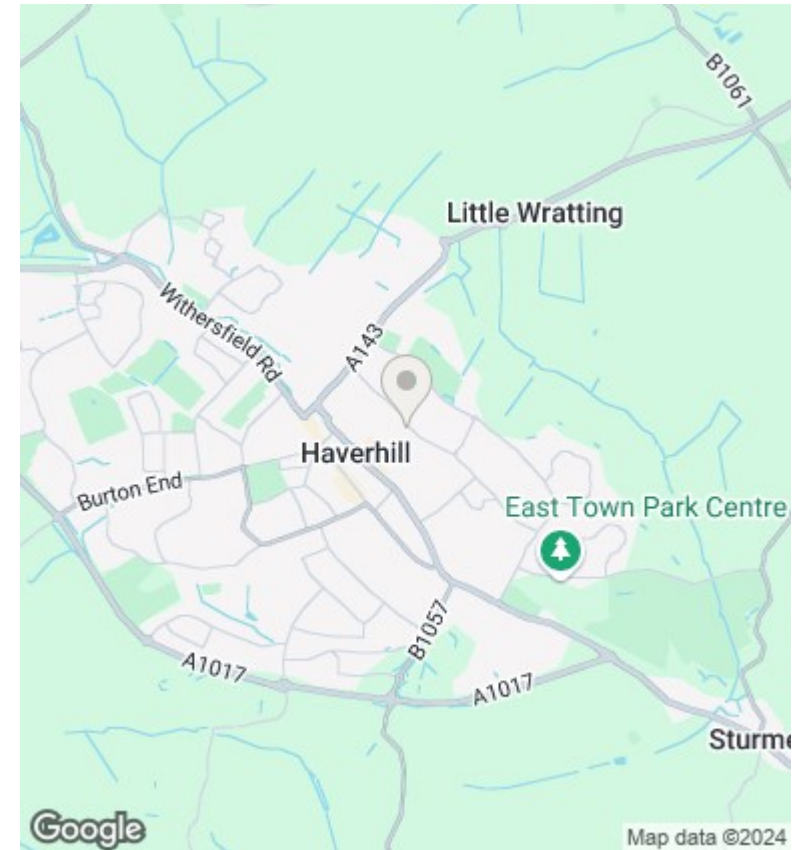 B1061
Little Wratting
Withersfield Rd
A143
Haverhill
Burton End
East Town Park Centre
B1057
A1017
A1017
Sturme
Google
Map data ©2024